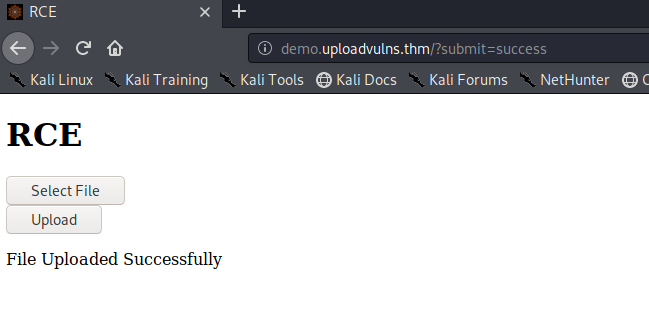 RCE
demo.uploadvulns.thm/?submit=success
Kali Linux Kali Training Kali Tools Kali Docs Kali Forums NetHunter
RCE
Select File
Upload
File Uploaded Successfully